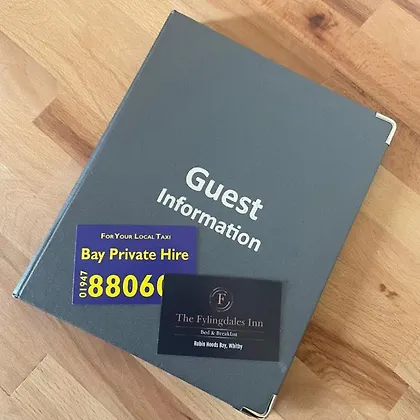 Guest
Information
FOR YOUR LOCAL TAXI
Bay Private Hire
01947
88060
F
The Fylingdales Inn
Bed & Breakfast
Robin Hoods Bay, Whitby